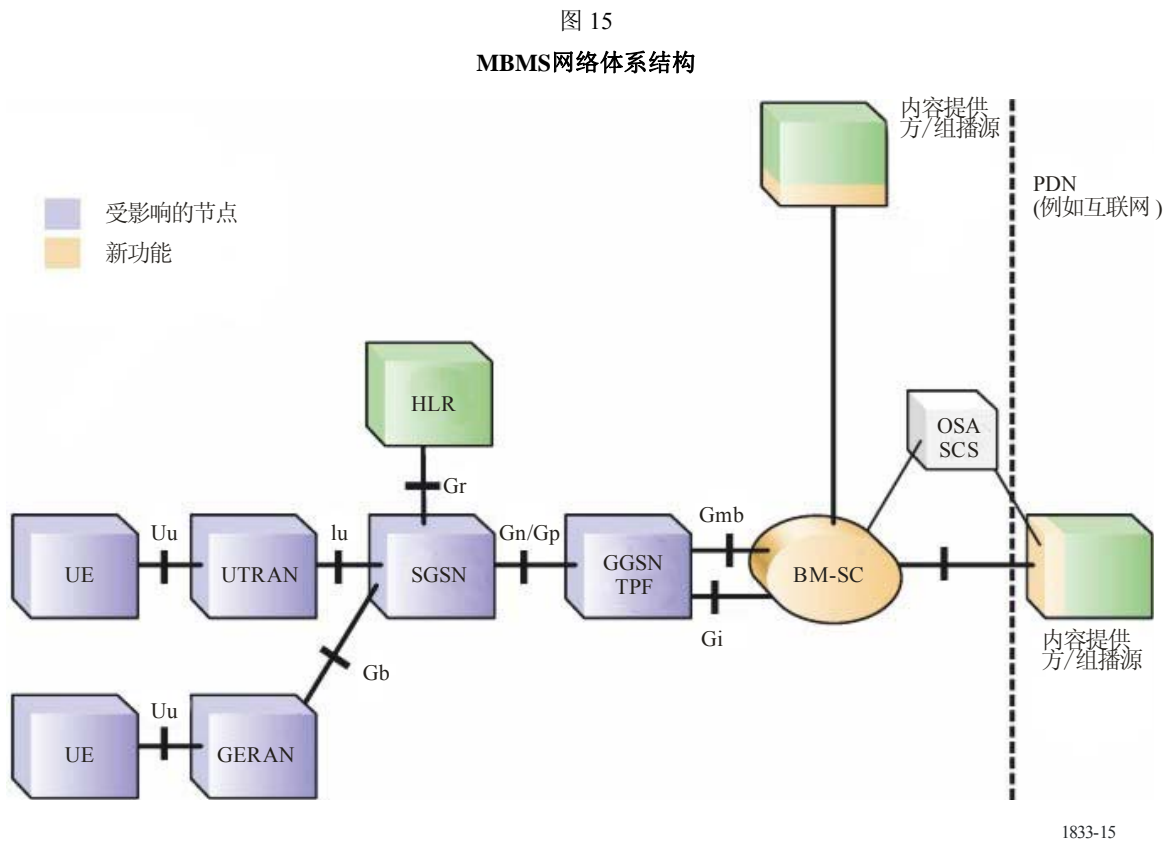 图 15
MBMS网络体系结构
内容提供
方/组播源
PDN
(例如互联网 )
受影响的节点
新功能
HLR
OSA
SCS
Gr
Uu
lu
Gn/Gp
Gmb
UE
UTRAN
SGSN
GGSN
TPF
BM-SC
Gi
内容提供
方/组播源
Gb
Uu
UE
GERAN
1833-15